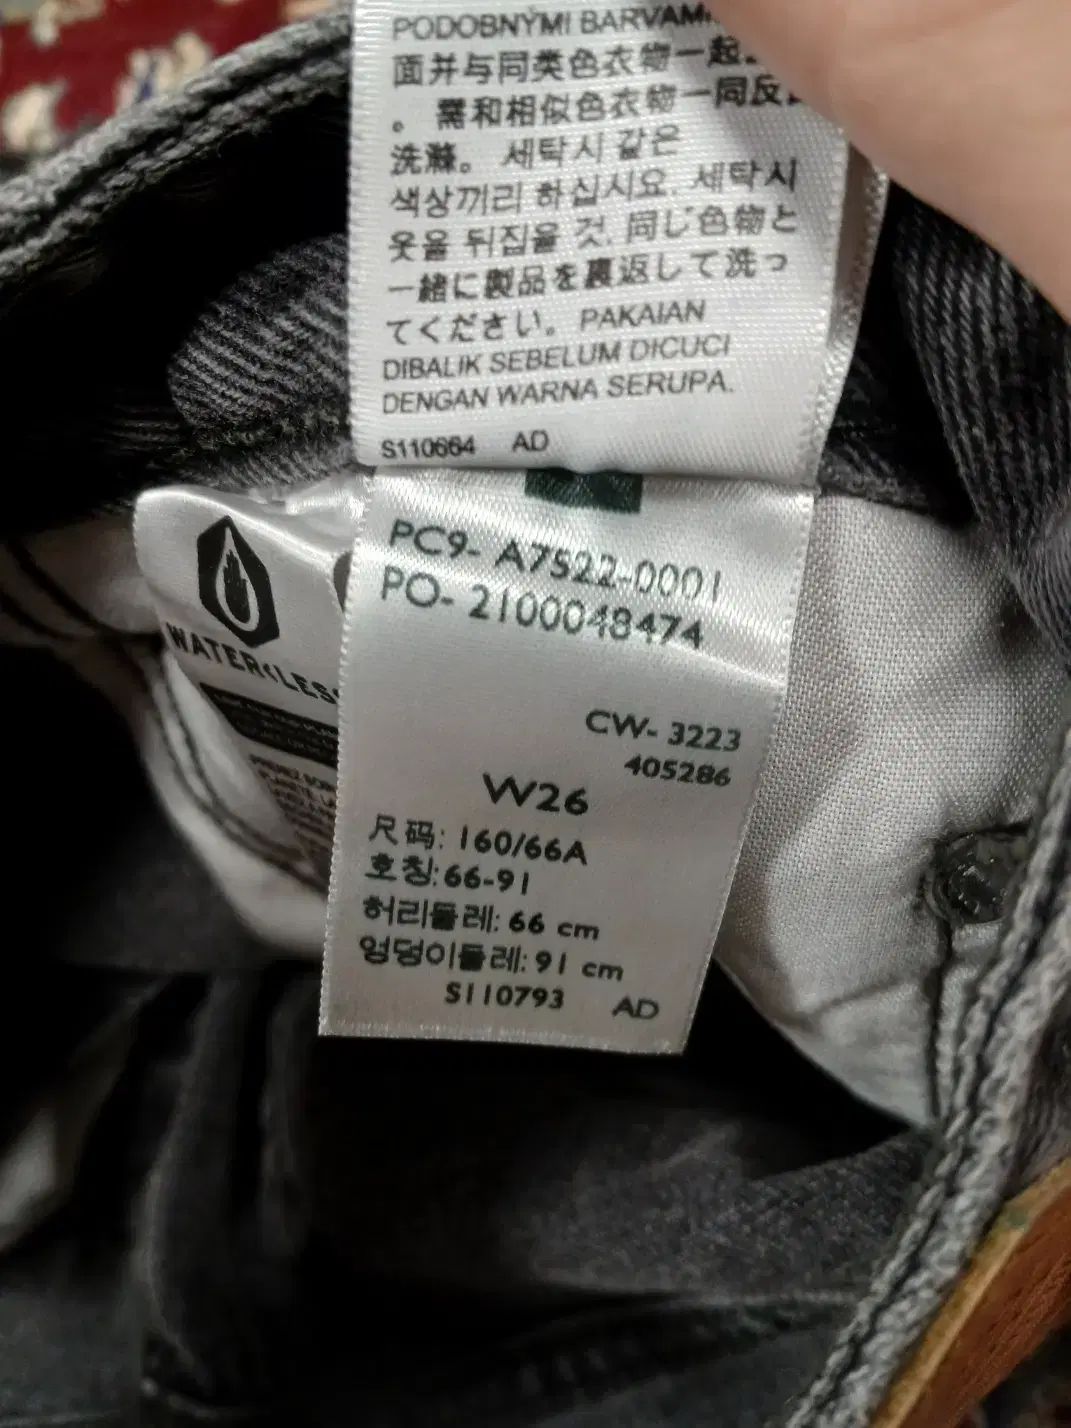 PODOBNÝMI BARVAMI
面并与同类色衣物一起
。需和相似色衣物一同反
洗滌。 세탁시 같은
색상끼리 하십시요. 세탁시
옷을 뒤집을 것. 同じ色物と
一緒に製品を裏返して洗っ
てください。 PAKAIAN
DIBALIK SEBELUM DICUCI
DENGAN WARNA SERUPA.
S110664 AD
WATER<LESS
PC9- A7522-0001
PO- 2100048474
CW- 3223
405286
W26
尺码: 160/66A
호칭:66-91
허리둘레: 66 cm
엉덩이둘레: 91 cm
S110793 AD